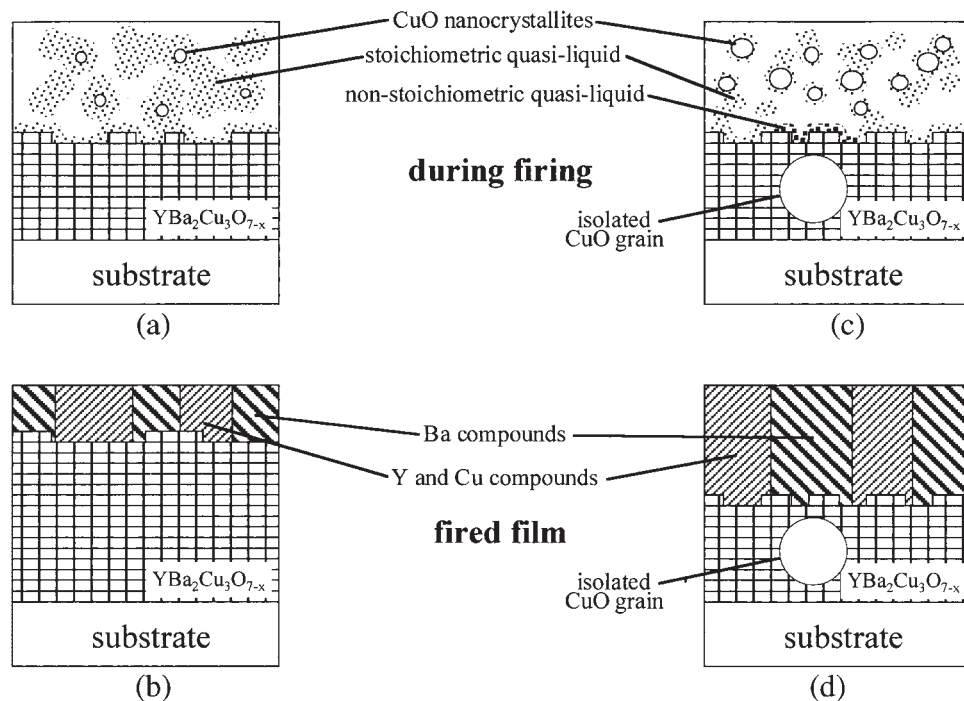 CuO nanocrystallites
stoichiometric quasi-liquid
non-stoichiometric quasi-liquid
during firing
isolated
CuO grain
YBa₂Cu₃O₇₋ₓ
YBa₂Cu₃O₇₋ₓ
substrate
substrate
(a)
(c)
Ba compounds
Y and Cu compounds
fired film
isolated
CuO grain
YBa₂Cu₃O₇₋ₓ
YBa₂Cu₃O₇₋ₓ
substrate
substrate
(b)
(d)